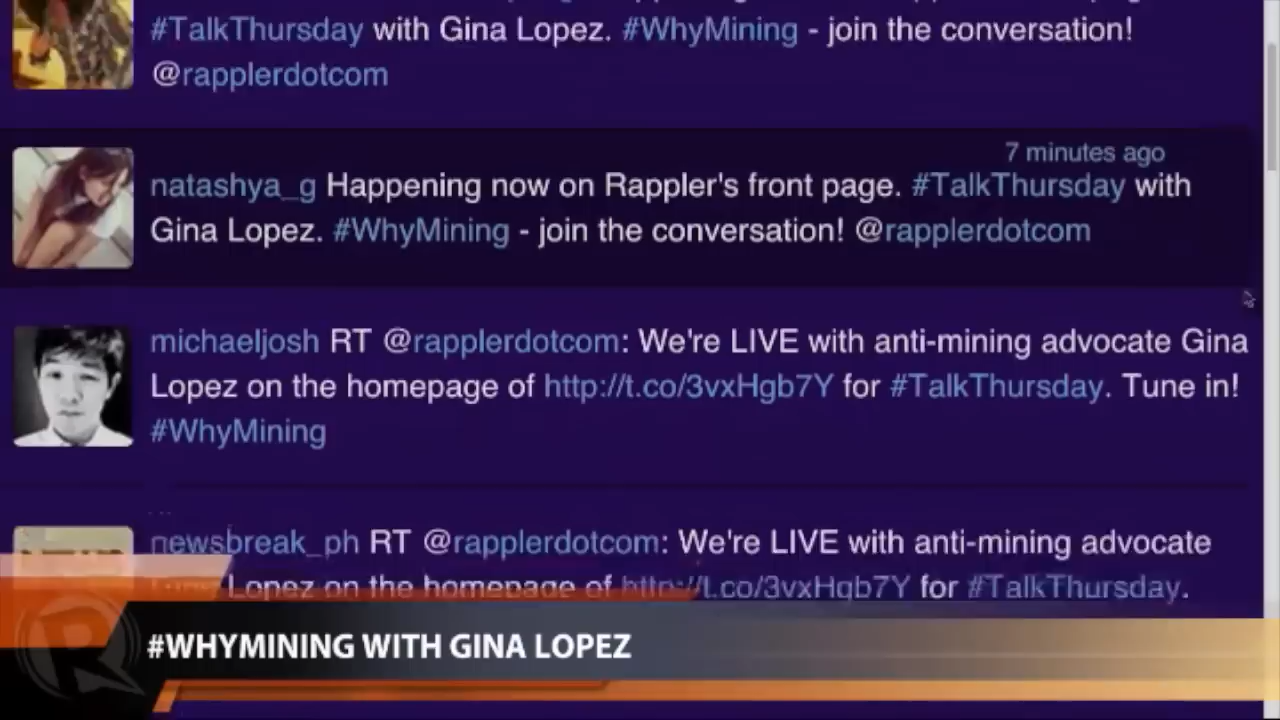 #TalkThursday with Gina Lopez. #WhyMining - join the conversation!
@rapplerdotcom
7 minutes ago
natashya_g Happening now on Rappler's front page. #TalkThursday with
Gina Lopez. #WhyMining - join the conversation! @rapplerdotcom
michaeljosh RT @rapplerdotcom: We're LIVE with anti-mining advocate Gina
Lopez on the homepage of http://t.co/3vxHgb7Y for #TalkThursday. Tune in!
#WhyMining
newsbreak_ph RT @rapplerdotcom: We're LIVE with anti-mining advocate
Lopez on the homepage of http://t.co/3vxHgb7Y for #TalkThursday.
#WHYMINING WITH GINA LOPEZ